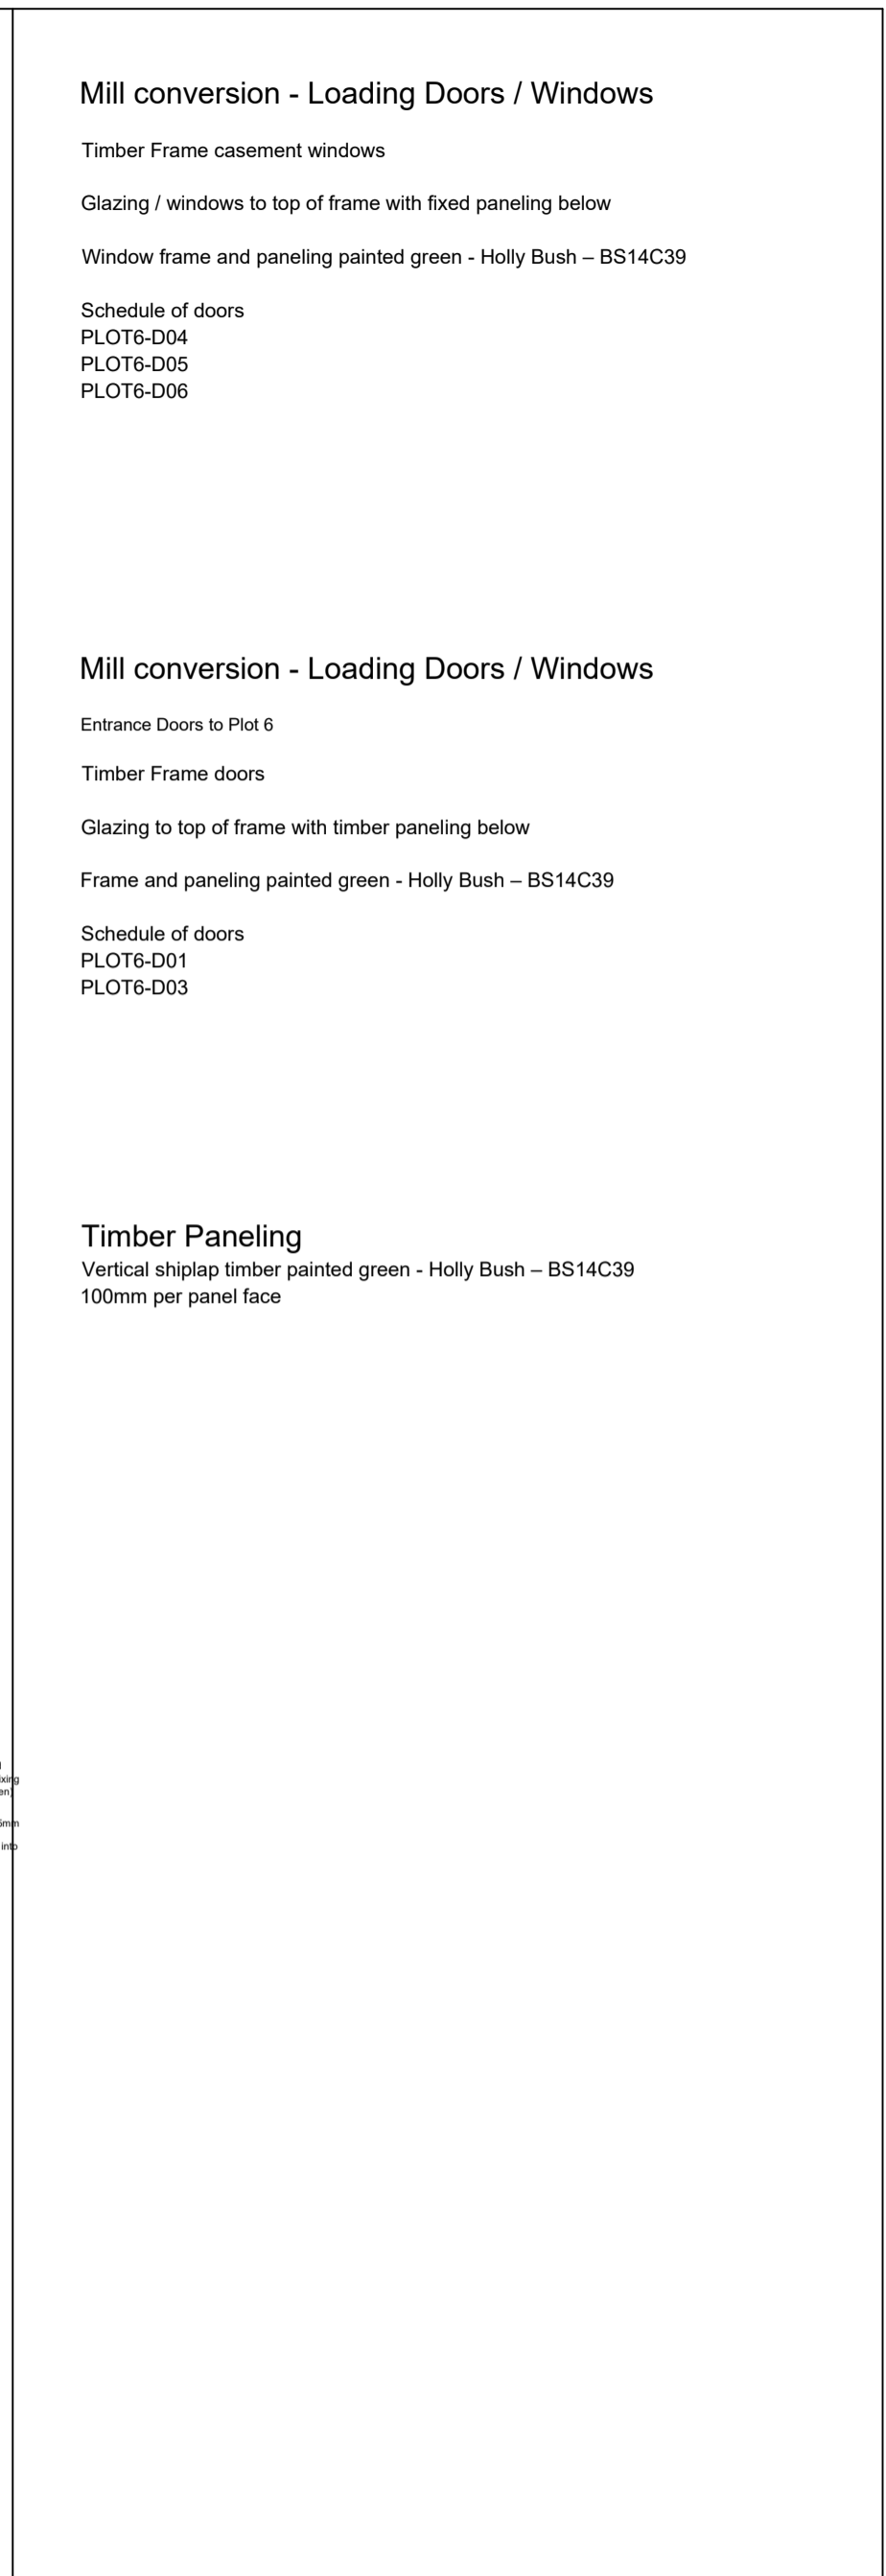 Mill conversion - Loading Doors / Windows
Timber Frame casement windows
Glazing / windows to top of frame with fixed paneling below
Window frame and paneling painted green - Holly Bush – BS14C39
Schedule of doors
PLOT6-D04
PLOT6-D05
PLOT6-D06
Mill conversion - Loading Doors / Windows
Entrance Doors to Plot 6
Timber Frame doors
Glazing to top of frame with timber paneling below
Frame and paneling painted green - Holly Bush – BS14C39
Schedule of doors
PLOT6-D01
PLOT6-D03
Timber Paneling
Vertical shiplap timber painted green - Holly Bush – BS14C39
100mm per panel face
into